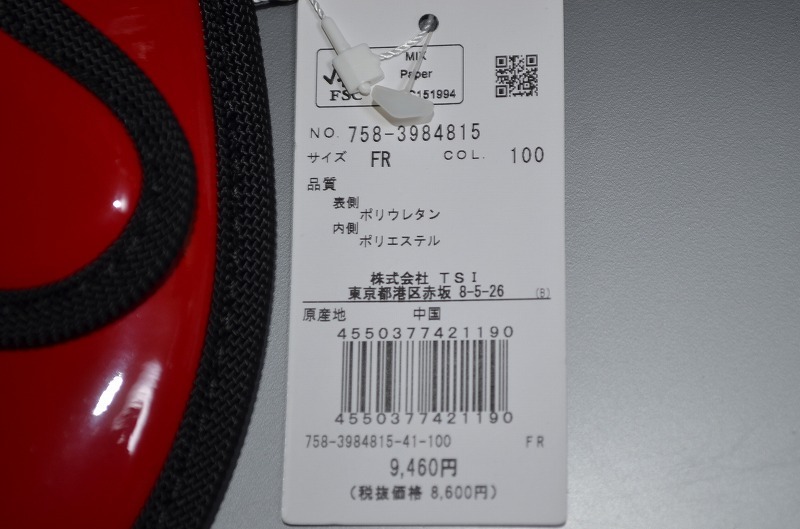 MIX
Paper
FSC 151994
NO. 758-3984815
サイズ FR COL. 100
品質
表側
ポリウレタン
内側
ポリエステル
株式会社 TSI
東京都港区赤坂 8-5-26 (B)
原産地 中国
4550377421190
4550377421190
758-3984815-41-100 FR
9,460円
(税抜価格 8,600円)